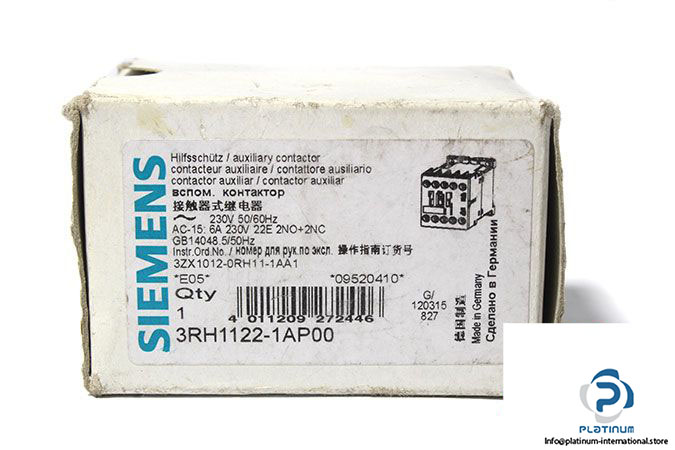 SIEMENS
Hilfsschütz / auxiliary contactor
contacteur auxiliaire / contattore ausiliario
contactor auxiliar / contactor auxiliar
вспом. контактор
接触器式继电器
~ 230V 50/60Hz
AC-15: 6A 230V 22E 2NO+2NC
GB14048.5/50Hz
Instr.Ord.No./ номер для рук.по экспл. 操作指南订货号
3ZX1012-0RH11-1AA1
*E05* *09520410*
Qty
1
4 011209 272446
3RH1122-1AP00
G/
120315
827
德国制造
Made in Germany
Сделано в Германии
PLATINUM
Info@platinum-international.store